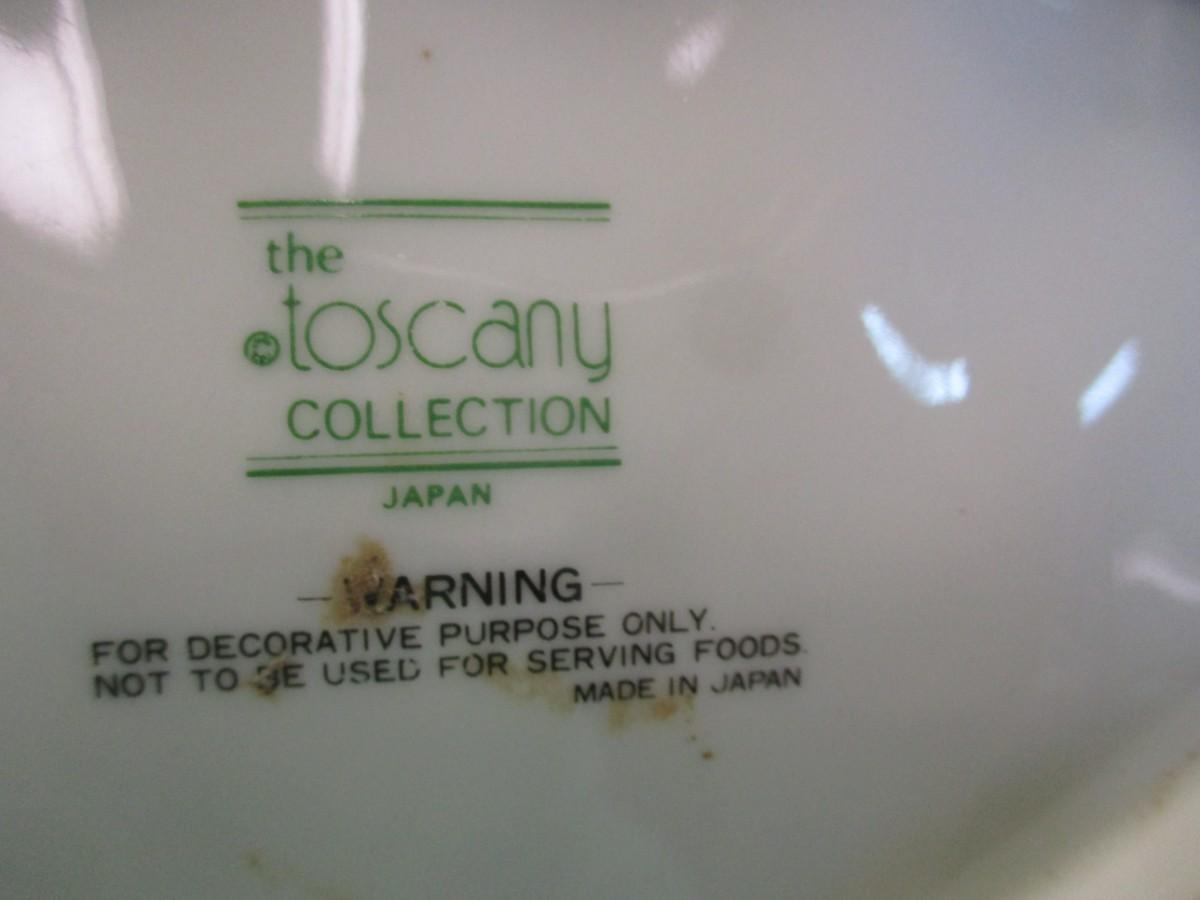 the
©toscany
COLLECTION
JAPAN
—WARNING—
FOR DECORATIVE PURPOSE ONLY.
NOT TO BE USED FOR SERVING FOODS.
MADE IN JAPAN